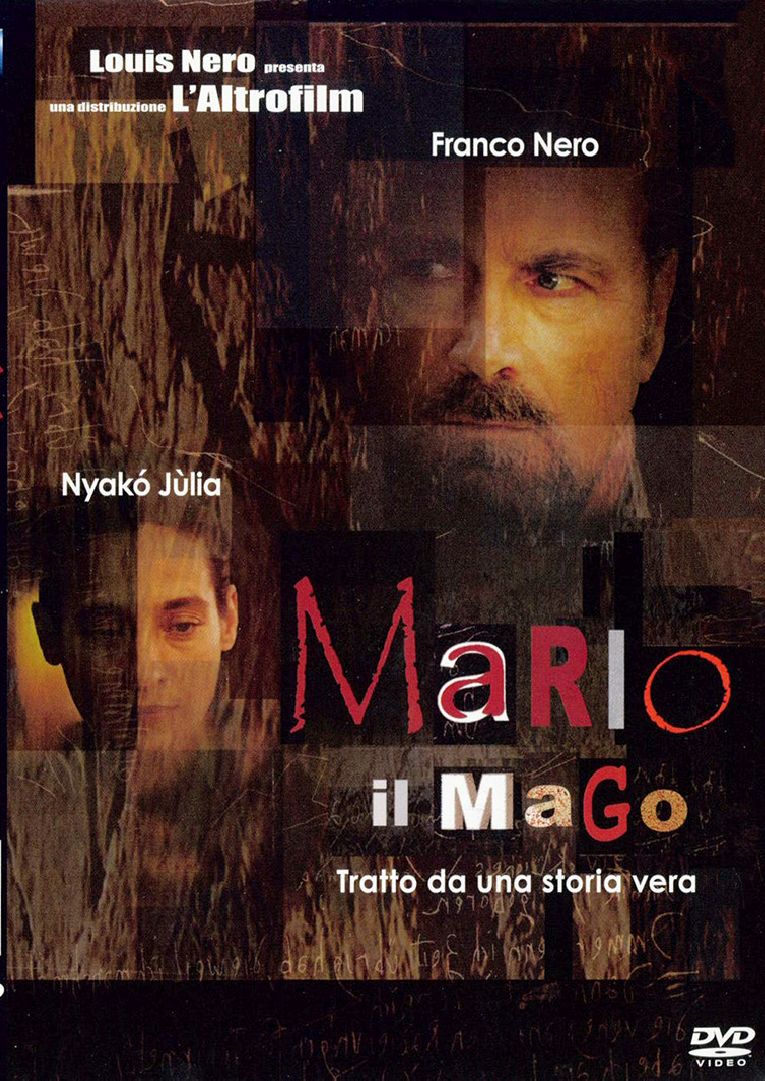 Louis Nero presenta
una distribuzione L'Altrofilm
Franco Nero
Nyakó Jùlia
MaRIo
il MaGo
Tratto da una storia vera
DVD
VIDEO